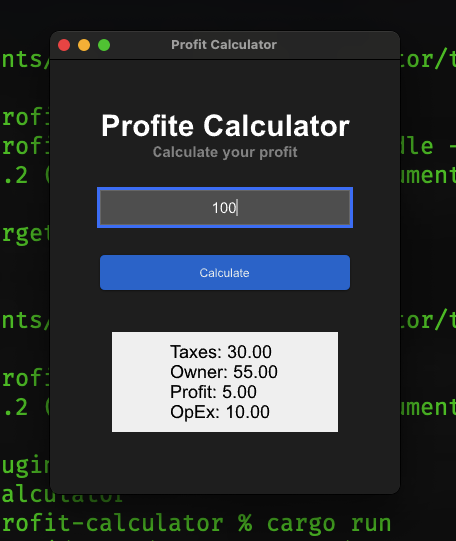 Profit Calculator
nts/ tor/t
rofi
rofi dle -
.2 ( ument
rget
Profite Calculator
Calculate your profit
100
Calculate
nts/ tor/t
rofi
.2 ( ument
Taxes: 30.00
Owner: 55.00
Profit: 5.00
OpEx: 10.00
ugin
alculator
rofit-calculator % cargo run